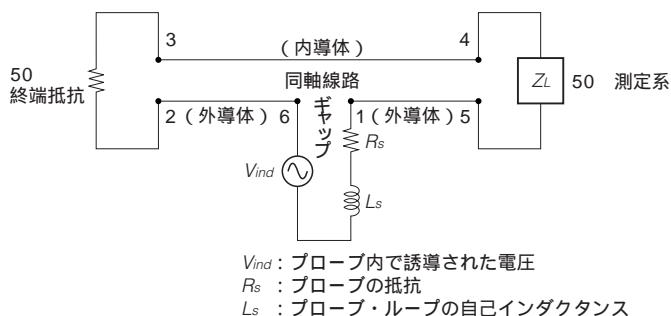 3 （内導体） 4
50
終端抵抗
同軸線路
ZL 50 測定系
2（外導体）6
ギャップ
1（外導体）5
Rs
Vind
Ls
Vind：プローブ内で誘導された電圧
Rs：プローブの抵抗
Ls：プローブ・ループの自己インダクタンス